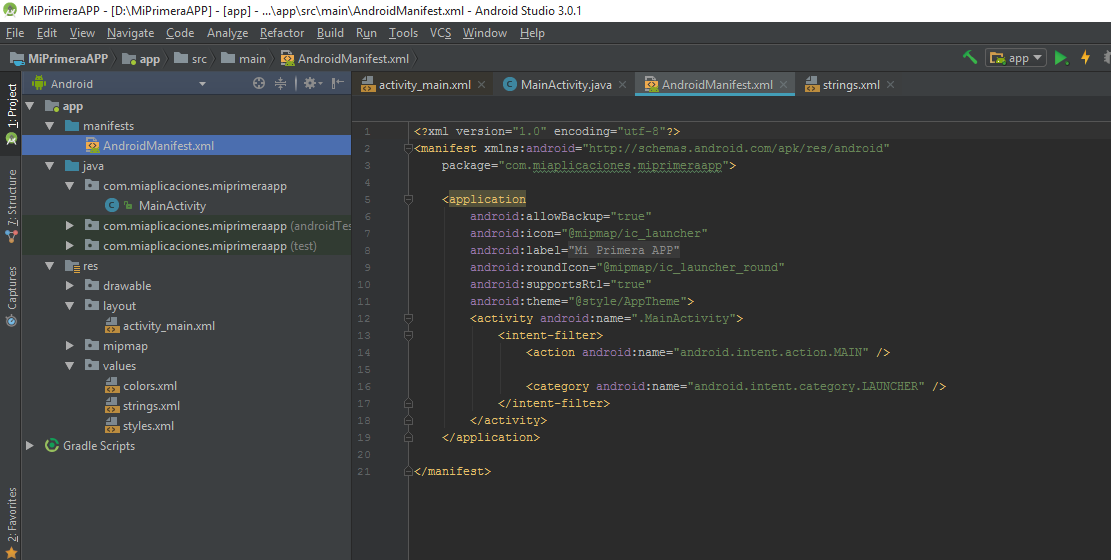 MiPrimeraAPP - [D:\MiPrimeraAPP] - [app] - ...\app\src\main\AndroidManifest.xml - Android Studio 3.0.1
File Edit View Navigate Code Analyze Refactor Build Run Tools VCS Window Help
MiPrimeraAPP app src main AndroidManifest.xml app
1: Project
7: Structure
Captures
2: Favorites
Android
app
manifests
AndroidManifest.xml
java
com.miaplicaciones.miprimeraapp
MainActivity
com.miaplicaciones.miprimeraapp (androidTes
com.miaplicaciones.miprimeraapp (test)
res
drawable
layout
activity_main.xml
mipmap
values
colors.xml
strings.xml
styles.xml
Gradle Scripts
activity_main.xml MainActivity.java AndroidManifest.xml strings.xml
1 <?xml version="1.0" encoding="utf-8"?>
2 <manifest xmlns:android="http://schemas.android.com/apk/res/android"
3 package="com.miaplicaciones.miprimeraapp">
4
5 <application
6 android:allowBackup="true"
7 android:icon="@mipmap/ic_launcher"
8 android:label="Mi Primera APP"
9 android:roundIcon="@mipmap/ic_launcher_round"
10 android:supportsRtl="true"
11 android:theme="@style/AppTheme">
12 <activity android:name=".MainActivity">
13 <intent-filter>
14 <action android:name="android.intent.action.MAIN" />
15
16 <category android:name="android.intent.category.LAUNCHER" />
17 </intent-filter>
18 </activity>
19 </application>
20
21 </manifest>